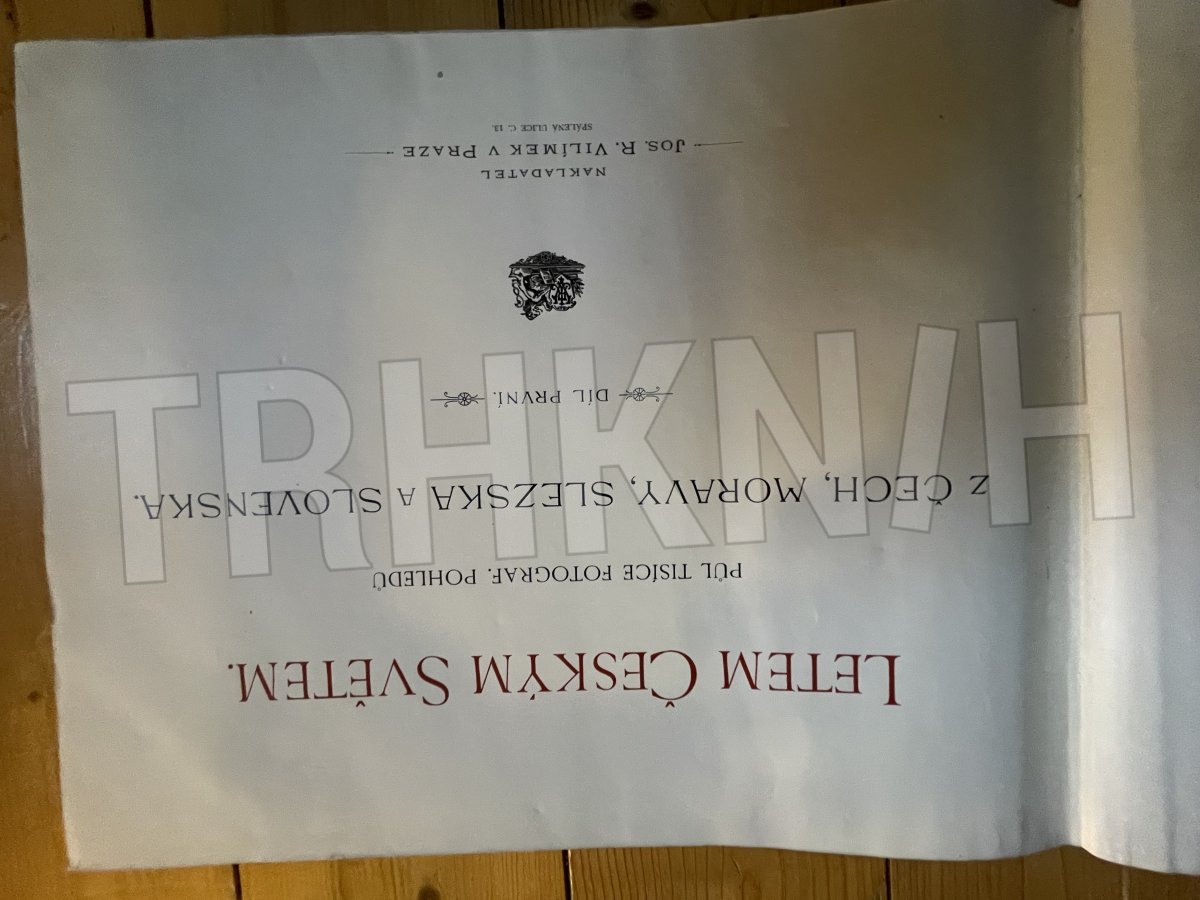 LETEM ČESKÝM SVĚTEM.
PŮL TISÍCE FOTOGRAF. POHLEDŮ
Z ČECH, MORAVY, SLEZSKA A SLOVENSKA.
DÍL PRVNÍ.
NAKLADATEL
JOS. R. VILÍMEK V PRAZE
SPÁLENÁ ULICE Č. 13.
TRHKN/H